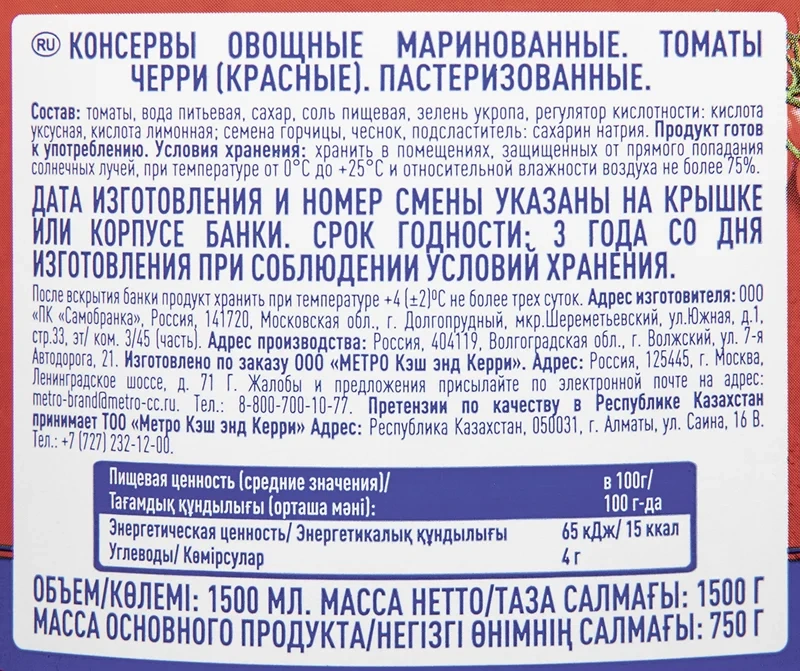 RU КОНСЕРВЫ ОВОЩНЫЕ МАРИНОВАННЫЕ. ТОМАТЫ
ЧЕРРИ (КРАСНЫЕ). ПАСТЕРИЗОВАННЫЕ.
Состав: томаты, вода питьевая, сахар, соль пищевая, зелень укропа, регулятор кислотности: кислота
уксусная, кислота лимонная; семена горчицы, чеснок, подсластитель: сахарин натрия. Продукт готов
к употреблению. Условия хранения: хранить в помещениях, защищенных от прямого попадания
солнечных лучей, при температуре от 0°С до +25°С и относительной влажности воздуха не более 75%.
ДАТА ИЗГОТОВЛЕНИЯ И НОМЕР СМЕНЫ УКАЗАНЫ НА КРЫШКЕ
ИЛИ КОРПУСЕ БАНКИ. СРОК ГОДНОСТИ: 3 ГОДА СО ДНЯ
ИЗГОТОВЛЕНИЯ ПРИ СОБЛЮДЕНИИ УСЛОВИЙ ХРАНЕНИЯ.
После вскрытия банки продукт хранить при температуре +4 (±2)°С не более трех суток. Адрес изготовителя: ООО
«ПК «Самобранка», Россия, 141720, Московская обл., г. Долгопрудный, мкр.Шереметьевский, ул.Южная, д.1,
стр.33, эт/ ком. 3/45 (часть). Адрес производства: Россия, 404119, Волгоградская обл., г. Волжский, ул. 7-я
Автодорога, 21. Изготовлено по заказу ООО «МЕТРО Кэш энд Керри». Адрес: Россия, 125445, г. Москва,
Ленинградское шоссе, д. 71 Г. Жалобы и предложения присылайте по электронной почте на адрес:
metro-brand@metro-cc.ru. Тел.: 8-800-700-10-77. Претензии по качеству в Республике Казахстан
принимает ТОО «Метро Кэш энд Керри» Адрес: Республика Казахстан, 050031, г. Алматы, ул. Саина, 16 В.
Тел.: +7 (727) 232-12-00.
Пищевая ценность (средние значения)/ в 100г/
Тағамдық құндылығы (орташа мәні): 100 г-да
Энергетическая ценность/ Энергетикалық құндылығы 65 кДж/ 15 ккал
Углеводы/ Көмірсулар 4 г
ОБЪЕМ/КӨЛЕМІ: 1500 МЛ. МАССА НЕТТО/ТАЗА САЛМАҒЫ: 1500 Г
МАССА ОСНОВНОГО ПРОДУКТА/НЕГІЗГІ ӨНІМНІҢ САЛМАҒЫ: 750 Г